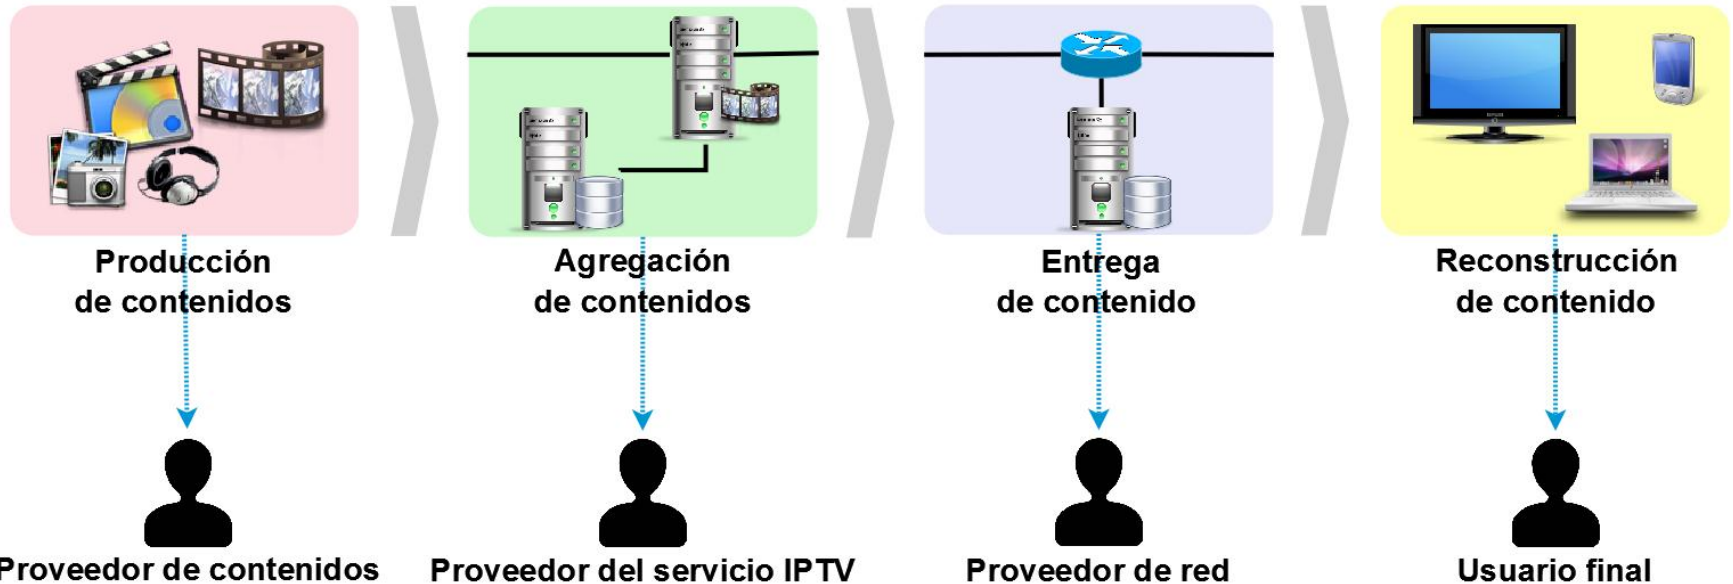 Producción
de contenidos
Agregación
de contenidos
Entrega
de contenido
Reconstrucción
de contenido
Proveedor de contenidos
Proveedor del servicio IPTV
Proveedor de red
Usuario final